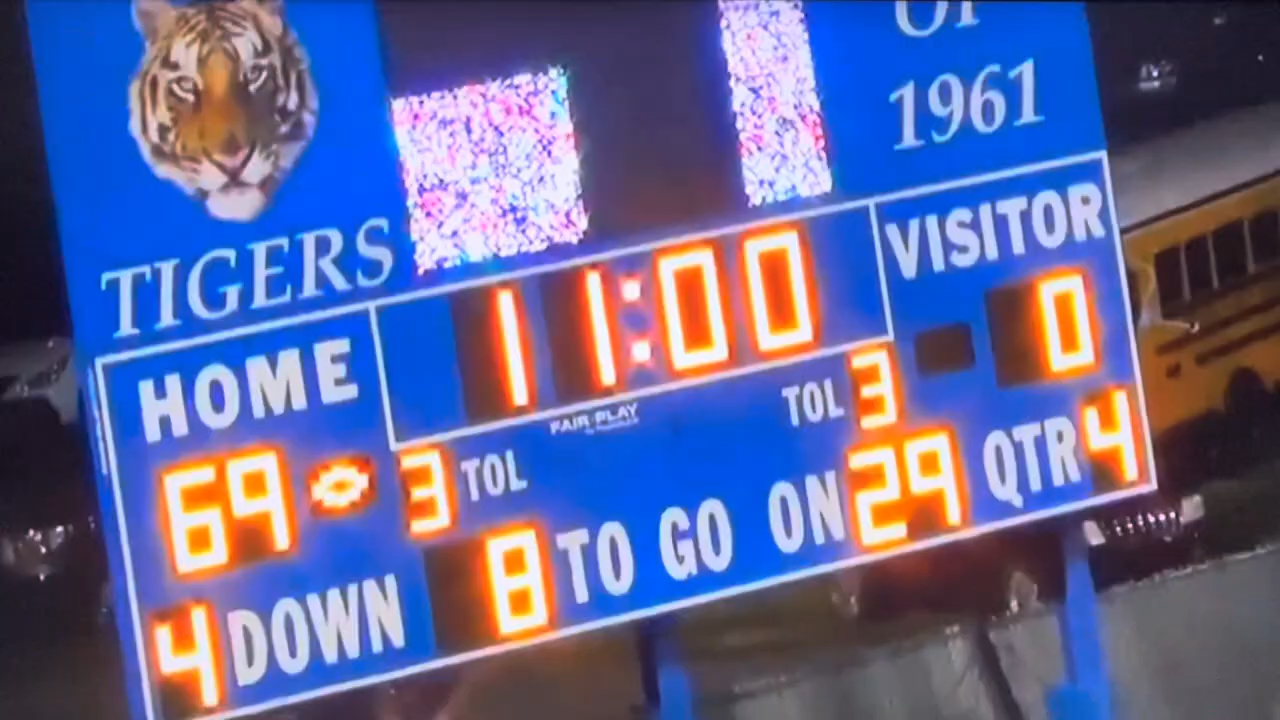 OF
1961
TIGERS
VISITOR
HOME
11:00
0
69
3 TOL
TOL 3
FAIR-PLAY
4 DOWN
8 TO GO ON 29
QTR 4